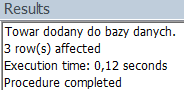 Results
Towar dodany do bazy danych.
3 row(s) affected
Execution time: 0,12 seconds
Procedure completed